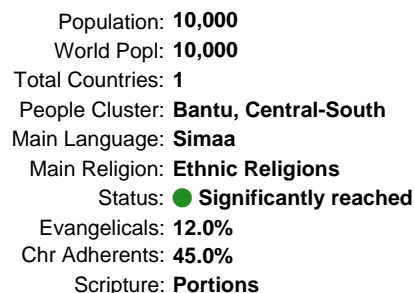 Population: 10,000
World Popl: 10,000
Total Countries: 1
People Cluster: Bantu, Central-South
Main Language: Simaa
Main Religion: Ethnic Religions
Status: Significantly reached
Evangelicals: 12.0%
Chr Adherents: 45.0%
Scripture: Portions